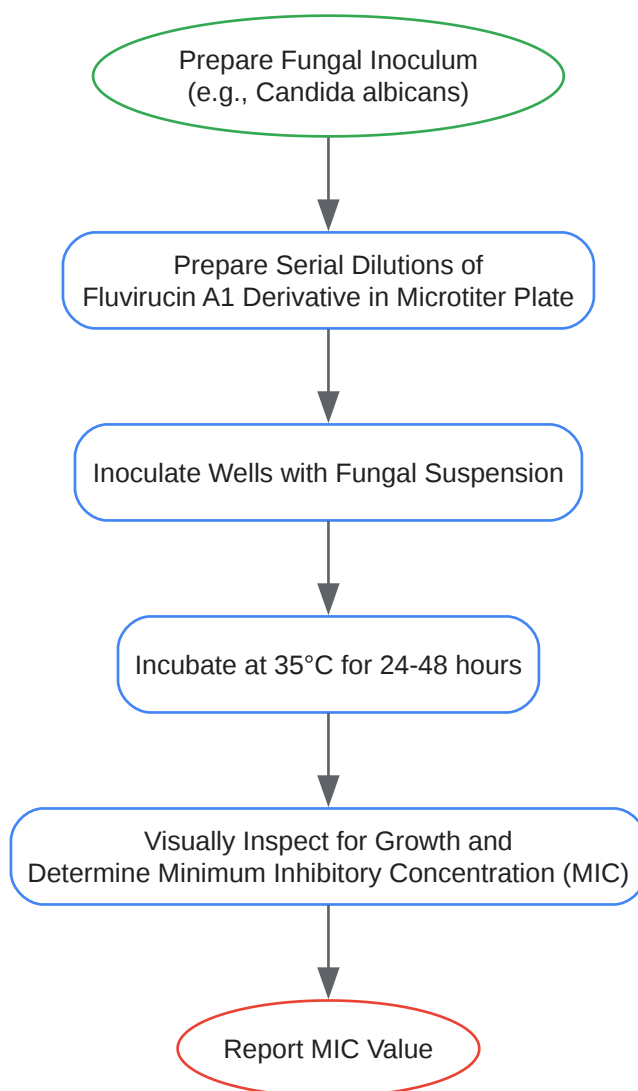 Prepare Fungal Inoculum
(e.g., Candida albicans)
Prepare Serial Dilutions of
Fluvirucin A1 Derivative in Microtiter Plate
Inoculate Wells with Fungal Suspension
Incubate at 35°C for 24-48 hours
Visually Inspect for Growth and
Determine Minimum Inhibitory Concentration (MIC)
Report MIC Value